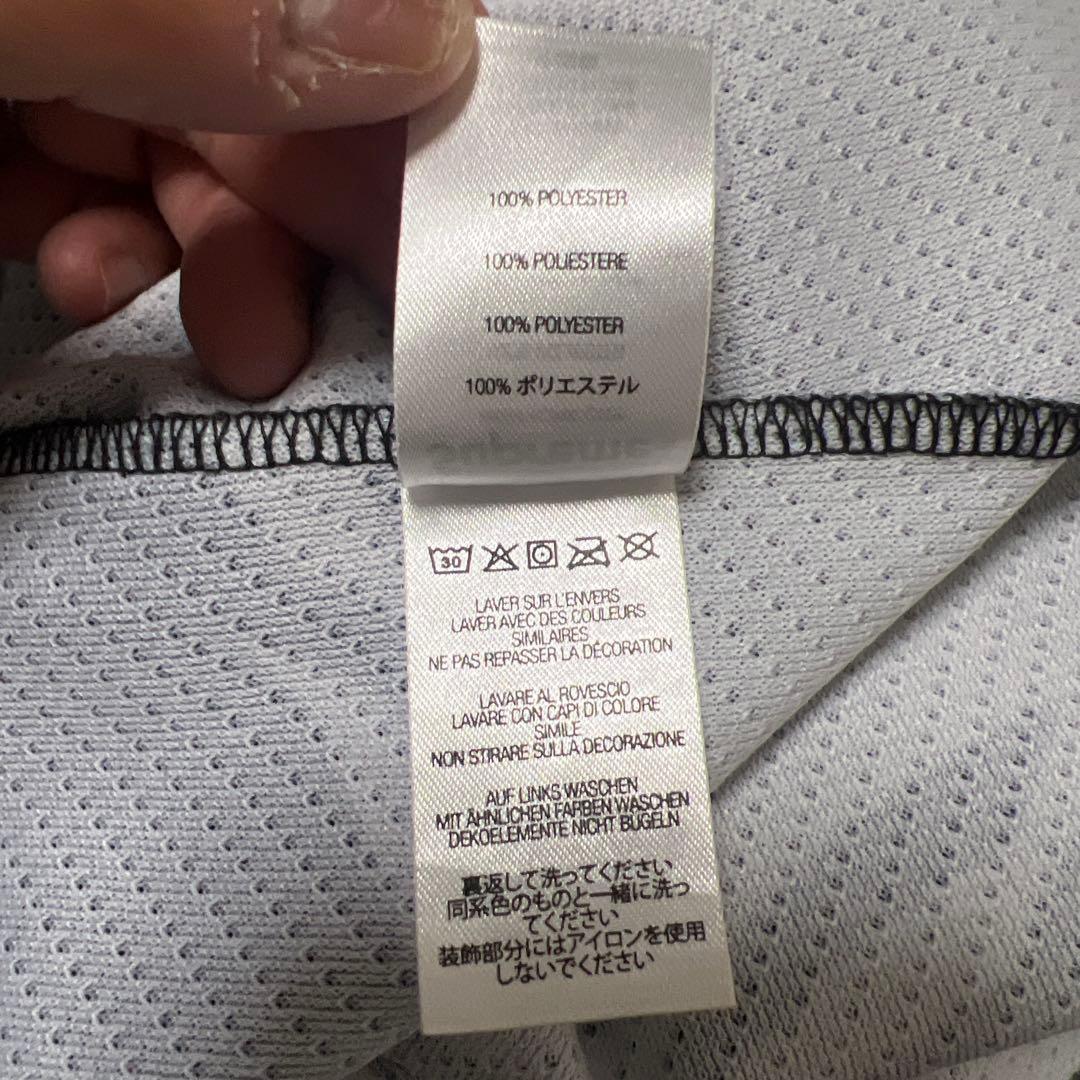 100% POLYESTER
100% POLIESTERE
100% POLYESTER
100% ポリエステル
30
LAVER SUR L'ENVERS
LAVER AVEC DES COULEURS
SIMILAIRES
NE PAS REPASSER LA DÉCORATION
LAVARE AL ROVESCIO
LAVARE CON CAPI DI COLORE
SIMILE
NON STIRARE SULLA DECORAZIONE
AUF LINKS WASCHEN
MIT ÄHNLICHEN FARBEN WASCHEN
DEKOELEMENTE NICHT BÜGELN
裏返して洗ってください
同系色のものと一緒に洗っ
てください
装飾部分にはアイロンを使用
しないでください